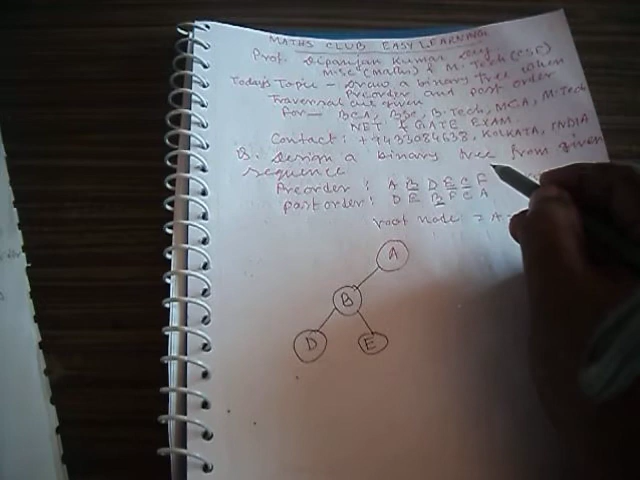 MATHS CLUB EASY LEARNING
Prof. Dipanjan Kumar Dey
M.Sc (Maths) & M.Tech (CSE)
Today's Topic - Draw a binary tree when
Preorder and post order
Traversal are given
For - BCA, BSc, B.Tech, MCA, M.Tech
NET & GATE EXAM.
Contact: +9433084638, KOLKATA, INDIA
Q. Design a binary tree from given
sequence
Preorder : A B D E C F
post order : D E B F C A
root node = A
A
B
D E